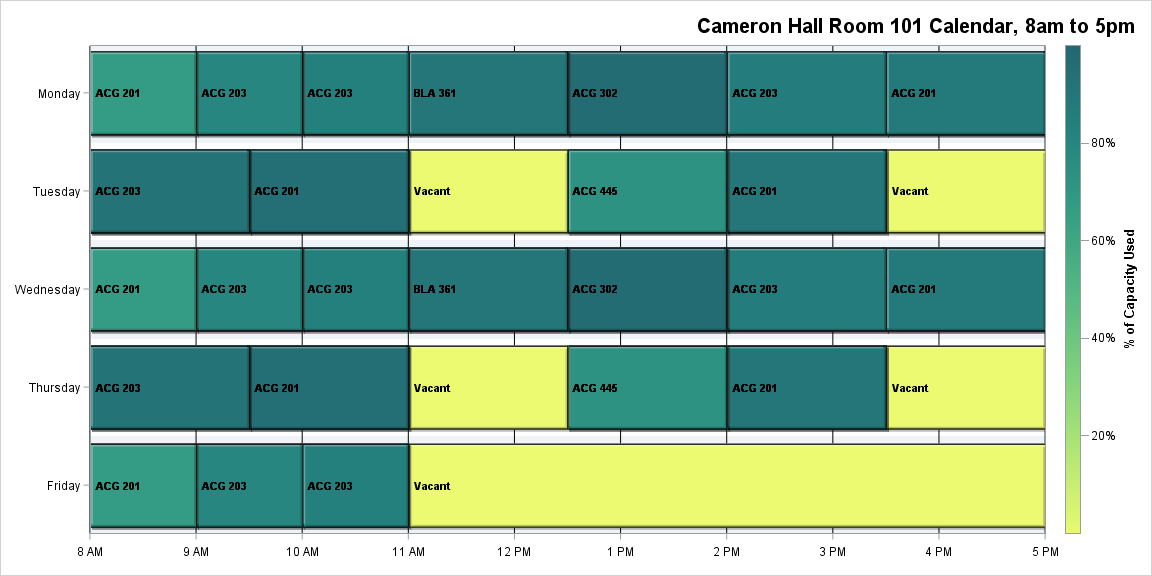 Cameron Hall Room 101 Calendar, 8am to 5pm
Monday
ACG 201
ACG 203
ACG 203
BLA 361
ACG 302
ACG 203
ACG 201
Tuesday
ACG 203
ACG 201
Vacant
ACG 445
ACG 201
Vacant
Wednesday
ACG 201
ACG 203
ACG 203
BLA 361
ACG 302
ACG 203
ACG 201
Thursday
ACG 203
ACG 201
Vacant
ACG 445
ACG 201
Vacant
Friday
ACG 201
ACG 203
ACG 203
Vacant
8 AM
9 AM
10 AM
11 AM
12 PM
1 PM
2 PM
3 PM
4 PM
5 PM
80%
60%
40%
20%
% of Capacity Used